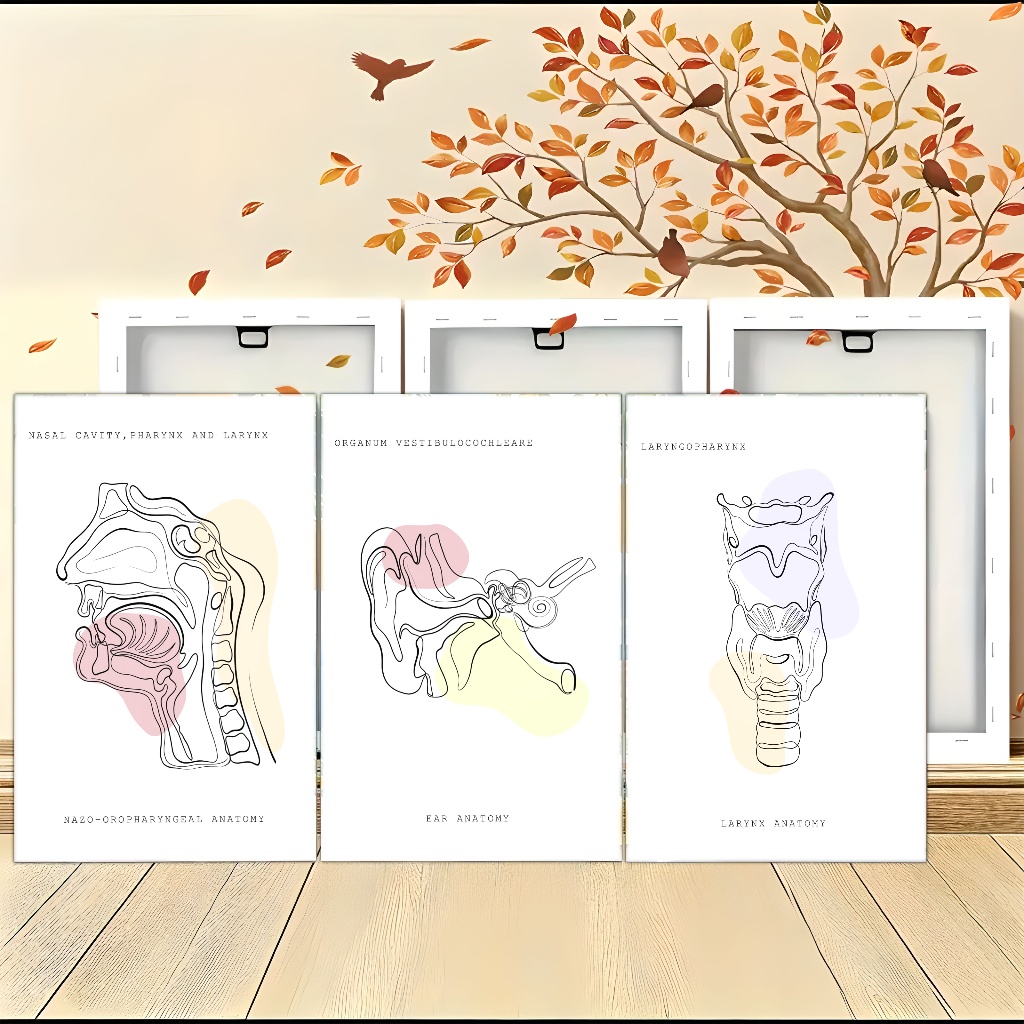 NASAL CAVITY,PHARYNX AND LARYNX
NAZO-OROPHARYNGEAL ANATOMY
ORGANUM VESTIBULOCOCHLEARE
EAR ANATOMY
LARYNGOPHARYNX
LARYNX ANATOMY